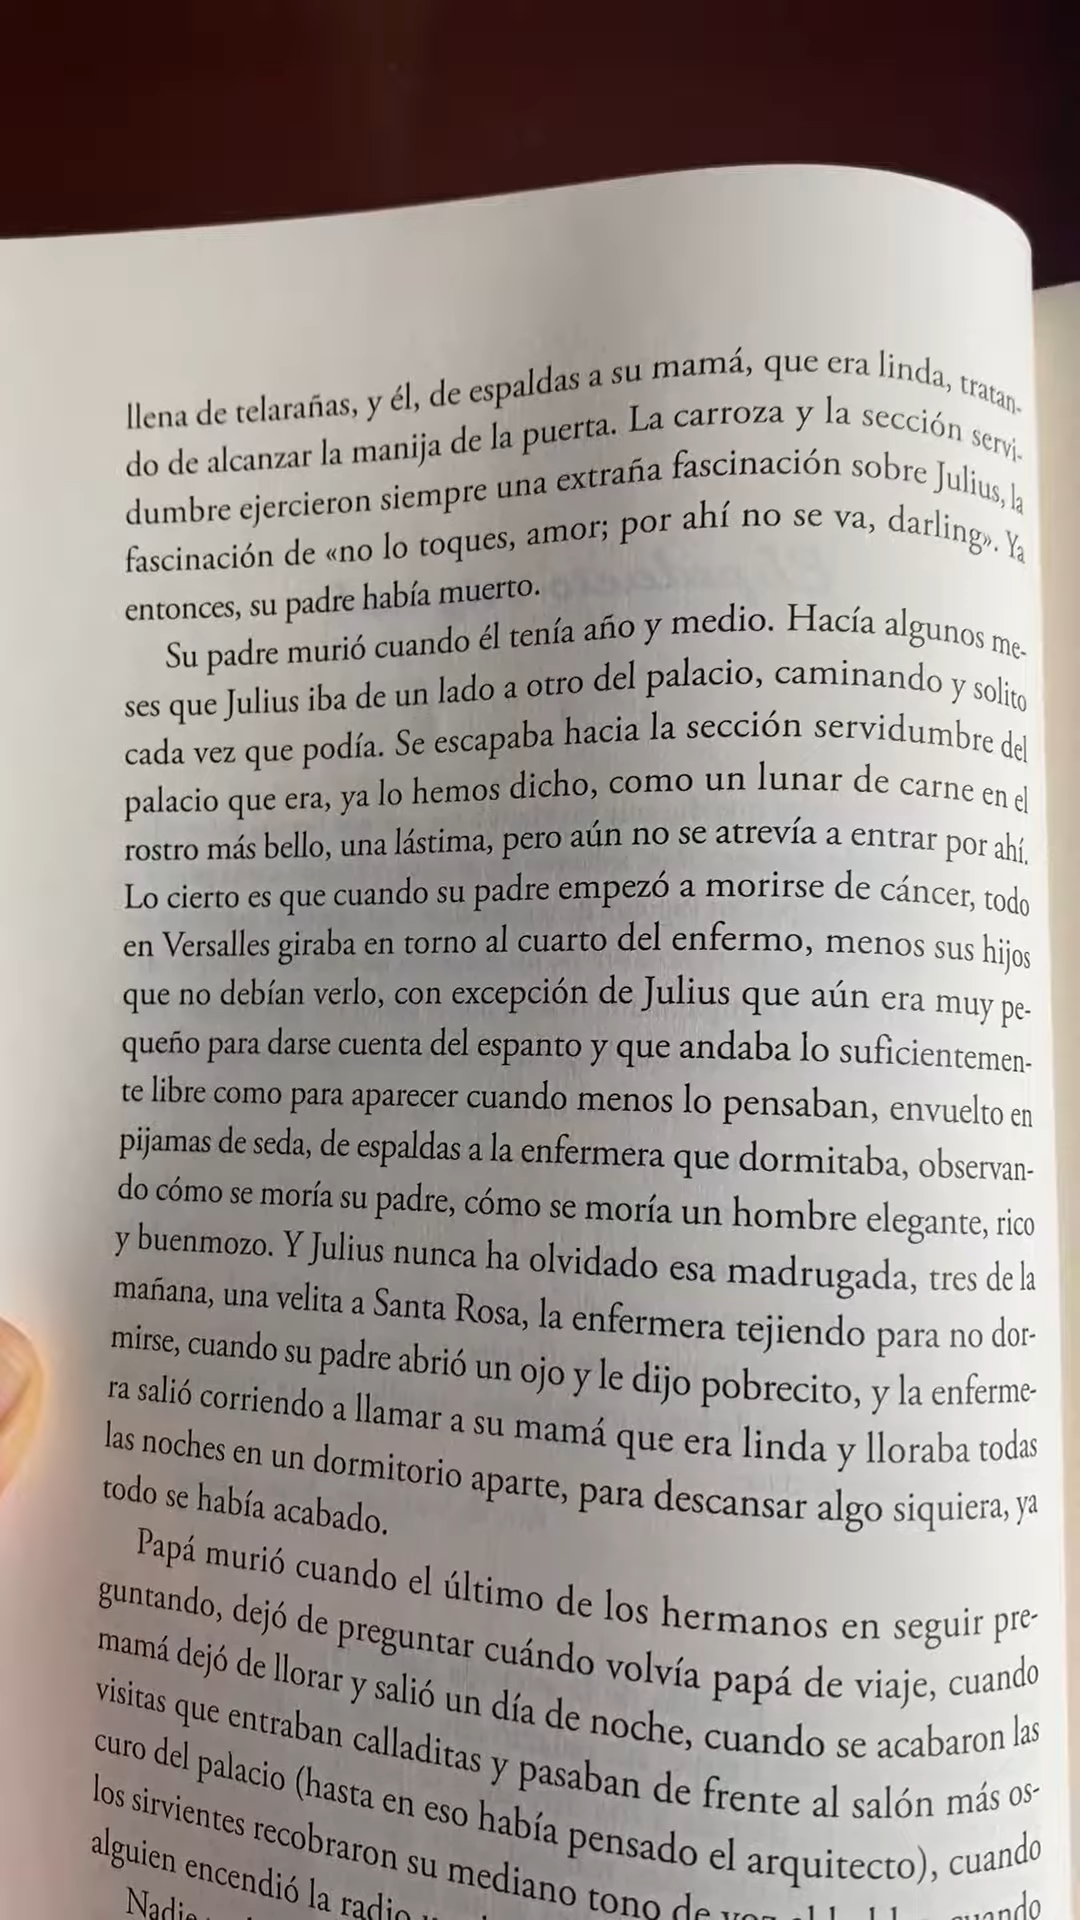 llena de telarañas, y él, de espaldas a su mamá, que era linda, tratan-
do de alcanzar la manija de la puerta. La carroza y la sección servi-
dumbre ejercieron siempre una extraña fascinación sobre Julius, la
fascinación de «no lo toques, amor; por ahí no se va, darling». Ya
entonces, su padre había muerto.
Su padre murió cuando él tenía año y medio. Hacía algunos me-
ses que Julius iba de un lado a otro del palacio, caminando y solito
cada vez que podía. Se escapaba hacia la sección servidumbre del
palacio que era, ya lo hemos dicho, como un lunar de carne en el
rostro más bello, una lástima, pero aún no se atrevía a entrar por ahí.
Lo cierto es que cuando su padre empezó a morirse de cáncer, todo
en Versalles giraba en torno al cuarto del enfermo, menos sus hijos
que no debían verlo, con excepción de Julius que aún era muy pe-
queño para darse cuenta del espanto y que andaba lo suficientemen-
te libre como para aparecer cuando menos lo pensaban, envuelto en
pijamas de seda, de espaldas a la enfermera que dormitaba, observan-
do cómo se moría su padre, cómo se moría un hombre elegante, rico
y buenmozo. Y Julius nunca ha olvidado esa madrugada, tres de la
mañana, una velita a Santa Rosa, la enfermera tejiendo para no dor-
mirse, cuando su padre abrió un ojo y le dijo pobrecito, y la enferme-
ra salió corriendo a llamar a su mamá que era linda y lloraba todas
las noches en un dormitorio aparte, para descansar algo siquiera, ya
todo se había acabado.
Papá murió cuando el último de los hermanos en seguir pre-
guntando, dejó de preguntar cuándo volvía papá de viaje, cuando
mamá dejó de llorar y salió un día de noche, cuando se acabaron las
visitas que entraban calladitas y pasaban de frente al salón más os-
curo del palacio (hasta en eso había pensado el arquitecto), cuando
los sirvientes recobraron su mediano tono de voz
alguien encendió la radio
Nadie